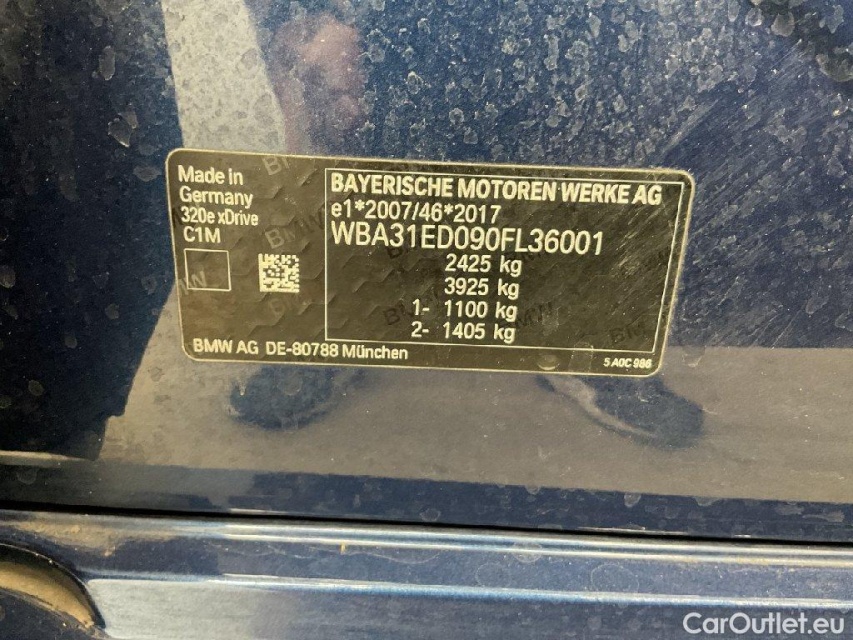 Made in
Germany
320e xDrive
C1M
BAYERISCHE MOTOREN WERKE AG
e1*2007/46*2017
WBA31ED090FL36001
2425 kg
3925 kg
1- 1100 kg
2- 1405 kg
BMW AG DE-80788 München
5 A0C 986
CarOutlet.eu